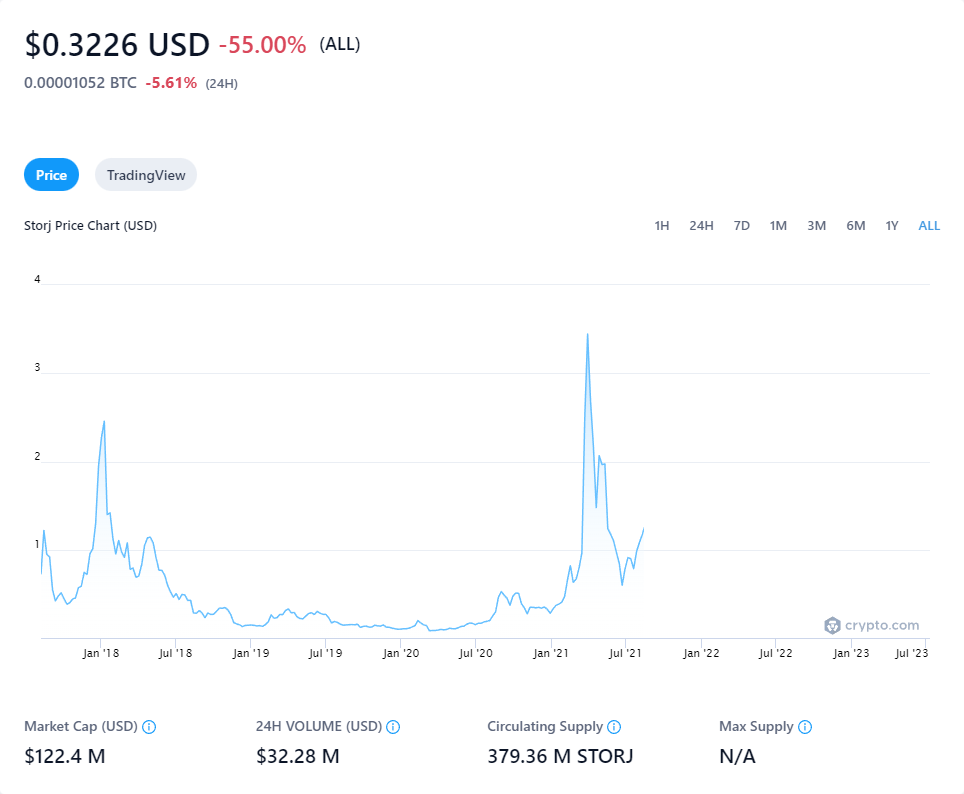 $0.3226 USD -55.00% (ALL)
0.00001052 BTC -5.61% (24H)
Price TradingView
Storj Price Chart (USD) 1H 24H 7D 1M 3M 6M 1Y ALL
4
3
2
1
crypto.com
Jan '18 Jul '18 Jan '19 Jul '19 Jan '20 Jul '20 Jan '21 Jul '21 Jan '22 Jul '22 Jan '23 Jul '23
Market Cap (USD) 24H VOLUME (USD) Circulating Supply Max Supply
$122.4 M $32.28 M 379.36 M STORJ N/A